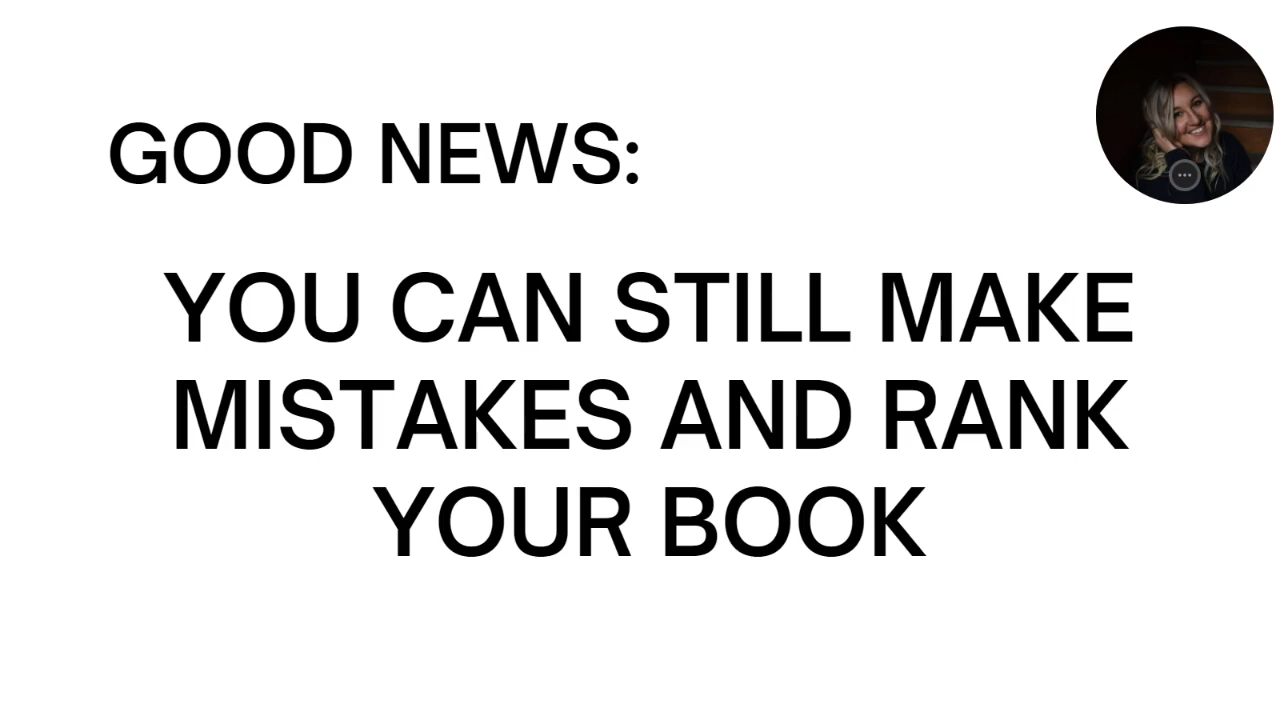 GOOD NEWS:
YOU CAN STILL MAKE
MISTAKES AND RANK
YOUR BOOK